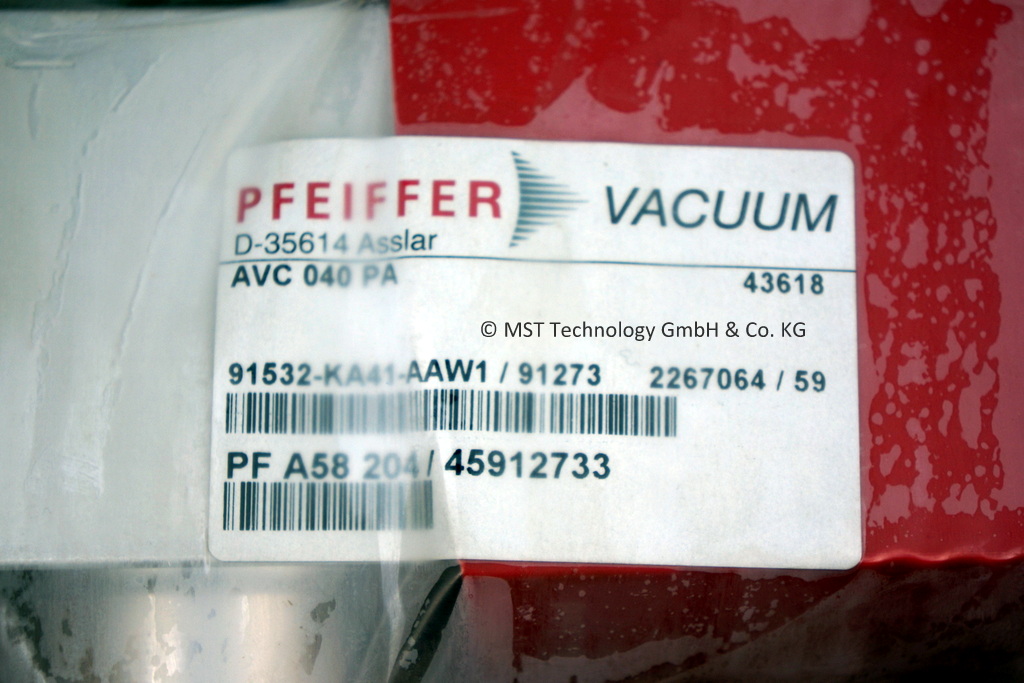 PFEIFFER VACUUM
D-35614 Asslar
AVC 040 PA 43618
© MST Technology GmbH & Co. KG
91532-KA41-AAW1 / 91273 2267064 / 59
PF A58 204 / 45912733